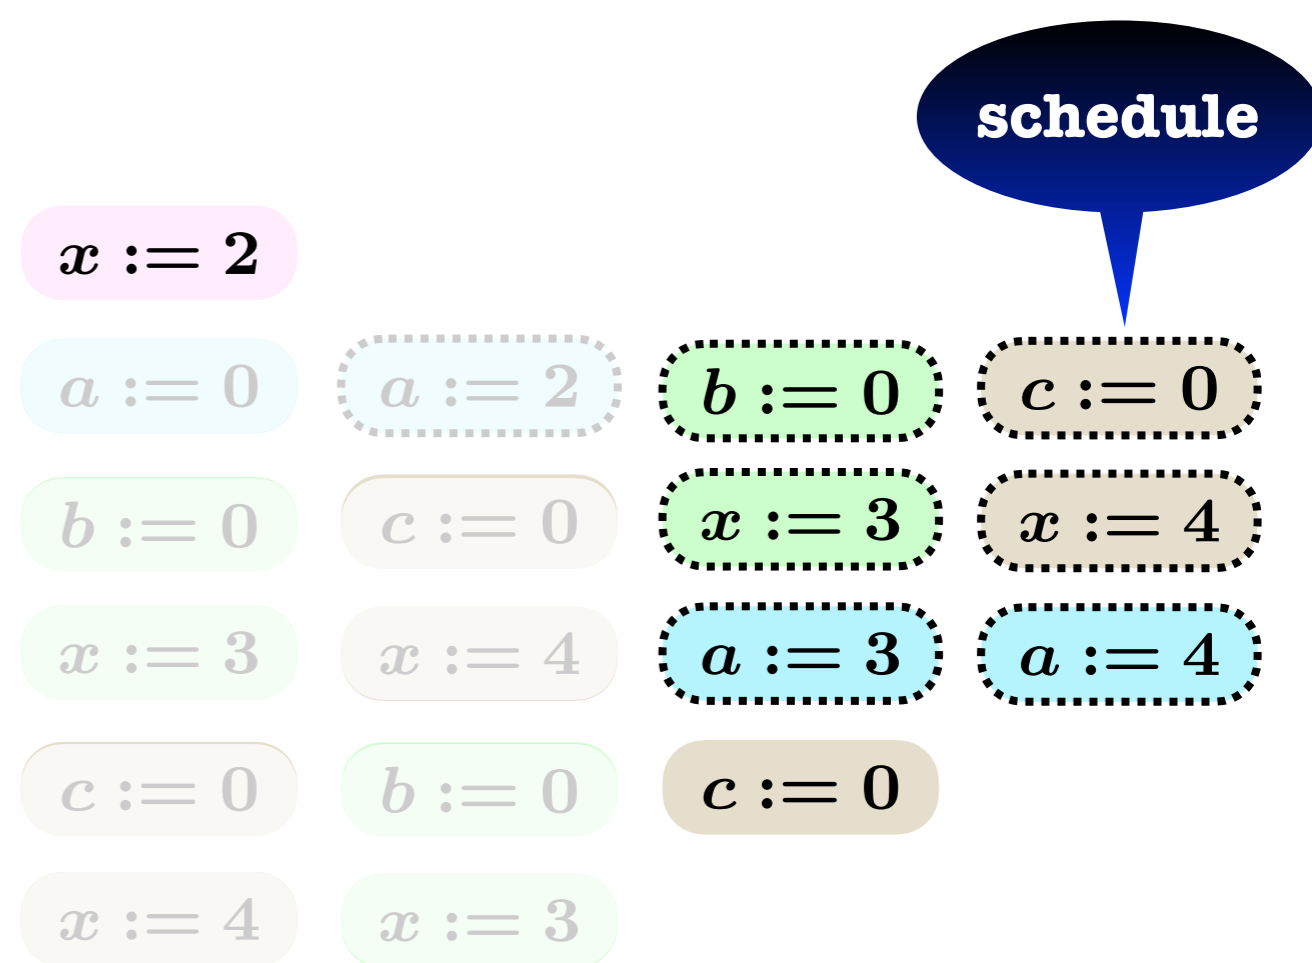 schedule
x := 2
a := 0 a := 2 b := 0 c := 0
b := 0 c := 0 x := 3 x := 4
x := 3 x := 4 a := 3 a := 4
c := 0 b := 0 c := 0
x := 4 x := 3